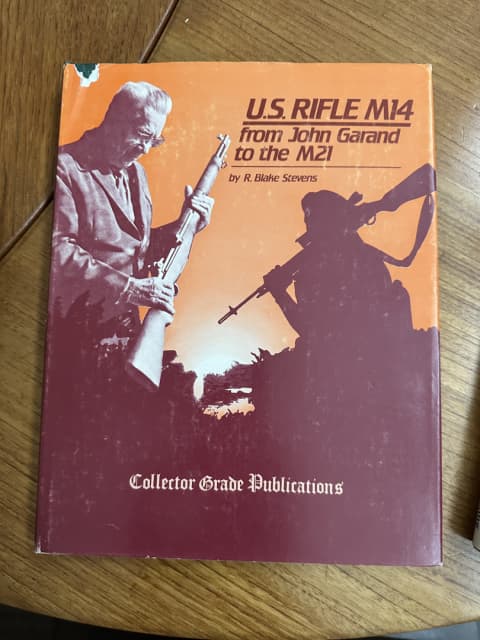 U.S. RIFLE M14
from John Garand
to the M21
by R. Blake Stevens
Collector Grade Publications